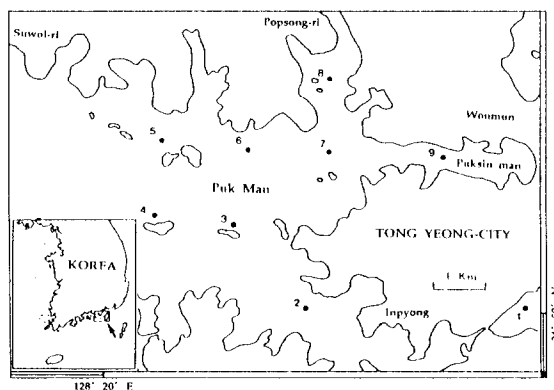 Popsong-ri
Suwol-ri
8
Woomun
5
6
7
9
Puksin man
Puk Man
4
3
KOREA
TONG YEONG-CITY
1 Km
2
Inpyong
1
128° 20' E